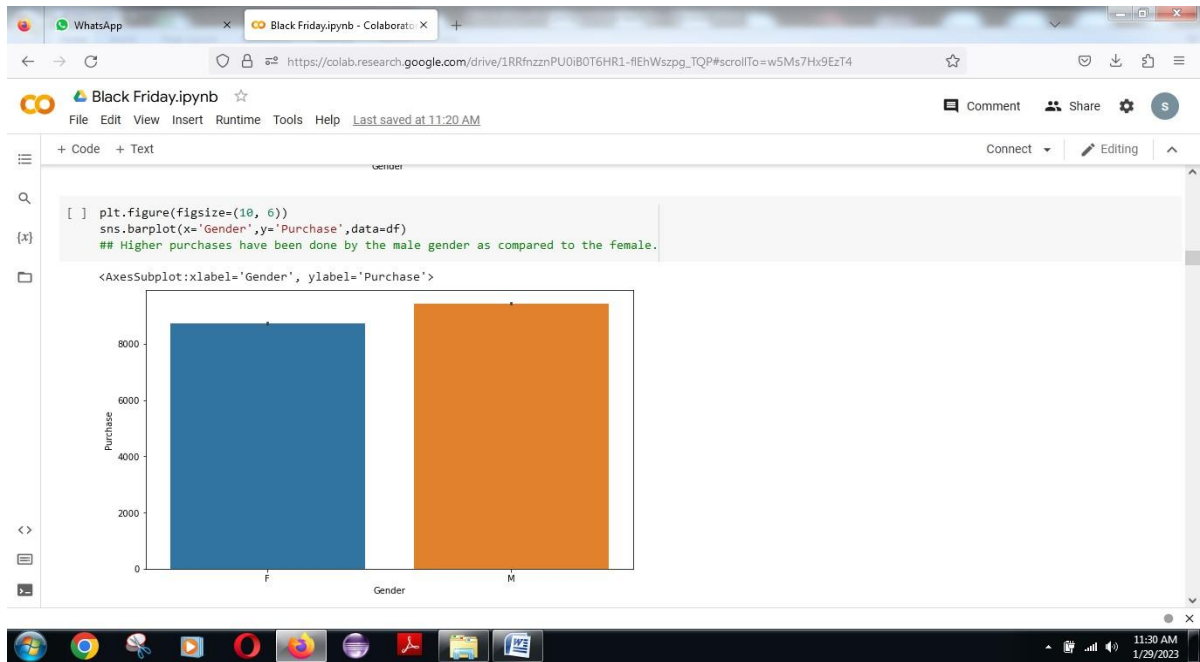 WhatsApp
Black Friday.ipynb - Colaborato
https://colab.research.google.com/drive/1RRfnzznPU0iB0T6HR1-flEhWszpg_TQP#scrollTo=w5Ms7Hx9EzT4
Black Friday.ipynb
Comment Share S
File Edit View Insert Runtime Tools Help Last saved at 11:20 AM
+ Code + Text Connect Editing
Gender
[ ] plt.figure(figsize=(10, 6))
sns.barplot(x='Gender',y='Purchase',data=df)
{x}
## Higher purchases have been done by the male gender as compared to the female.
<AxesSubplot:xlabel='Gender', ylabel='Purchase'>
8000
6000
Purchase
4000
2000
0
F M
Gender
11:30 AM
1/29/2023